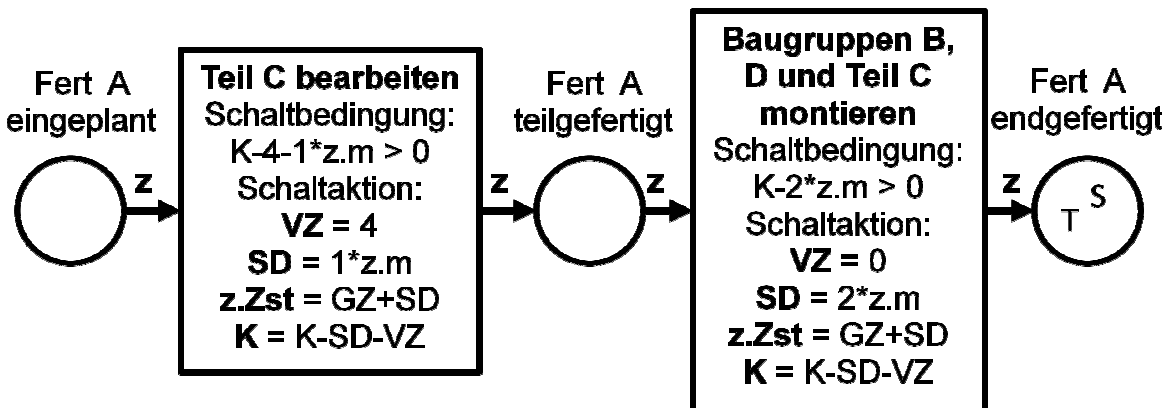 Fert A
eingeplant
z
Teil C bearbeiten
Schaltbedingung:
K-4-1*z.m > 0
Schaltaktion:
VZ = 4
SD = 1*z.m
z.Zst = GZ+SD
K = K-SD-VZ
z
Fert A
teilgefertigt
z
Baugruppen B,
D und Teil C
montieren
Schaltbedingung:
K-2*z.m > 0
Schaltaktion:
VZ = 0
SD = 2*z.m
z.Zst = GZ+SD
K = K-SD-VZ
z
Fert A
endgefertigt
T S